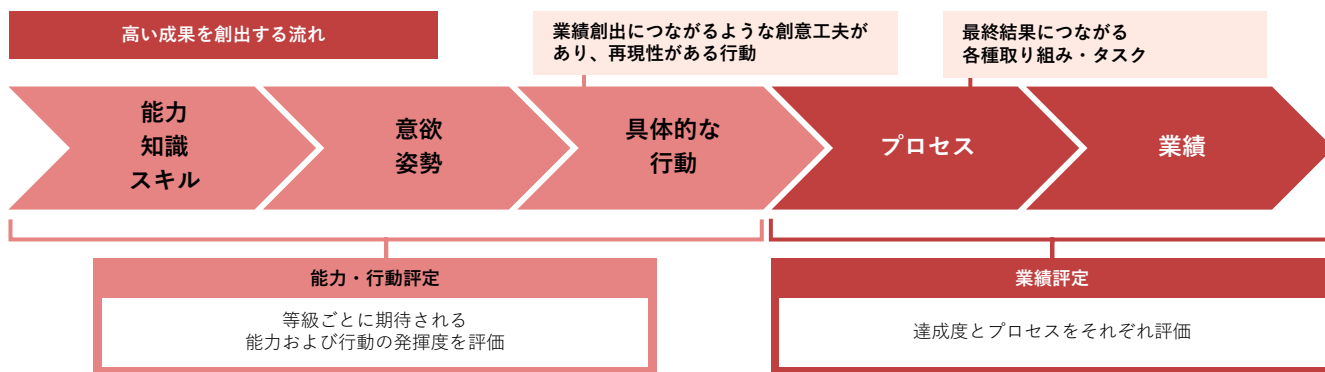 高い成果を創出する流れ
業績創出につながるような創意工夫が
あり、再現性がある行動
最終結果につながる
各種取り組み・タスク
能力
知識
スキル
意欲
姿勢
具体的な
行動
プロセス
業績
能力・行動評定
等級ごとに期待される
能力および行動の発揮度を評価
業績評定
達成度とプロセスをそれぞれ評価